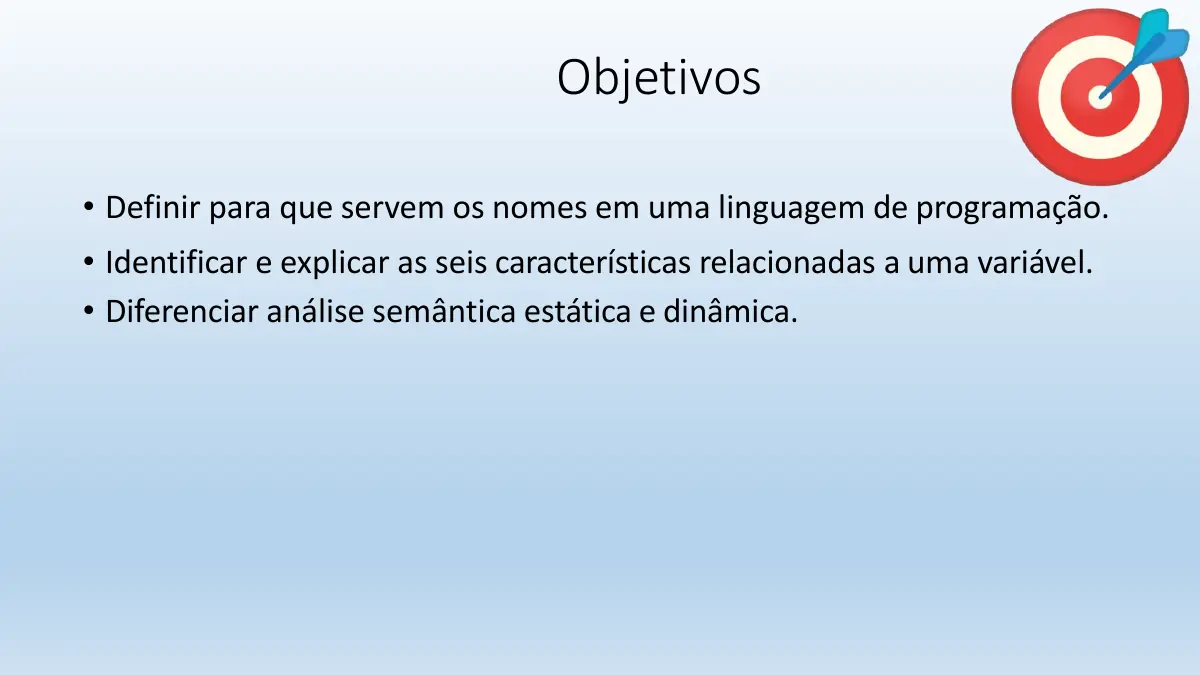 Objetivos
• Definir para que servem os nomes em uma linguagem de programação.
• Identificar e explicar as seis características relacionadas a uma variável.
• Diferenciar análise semântica estática e dinâmica.